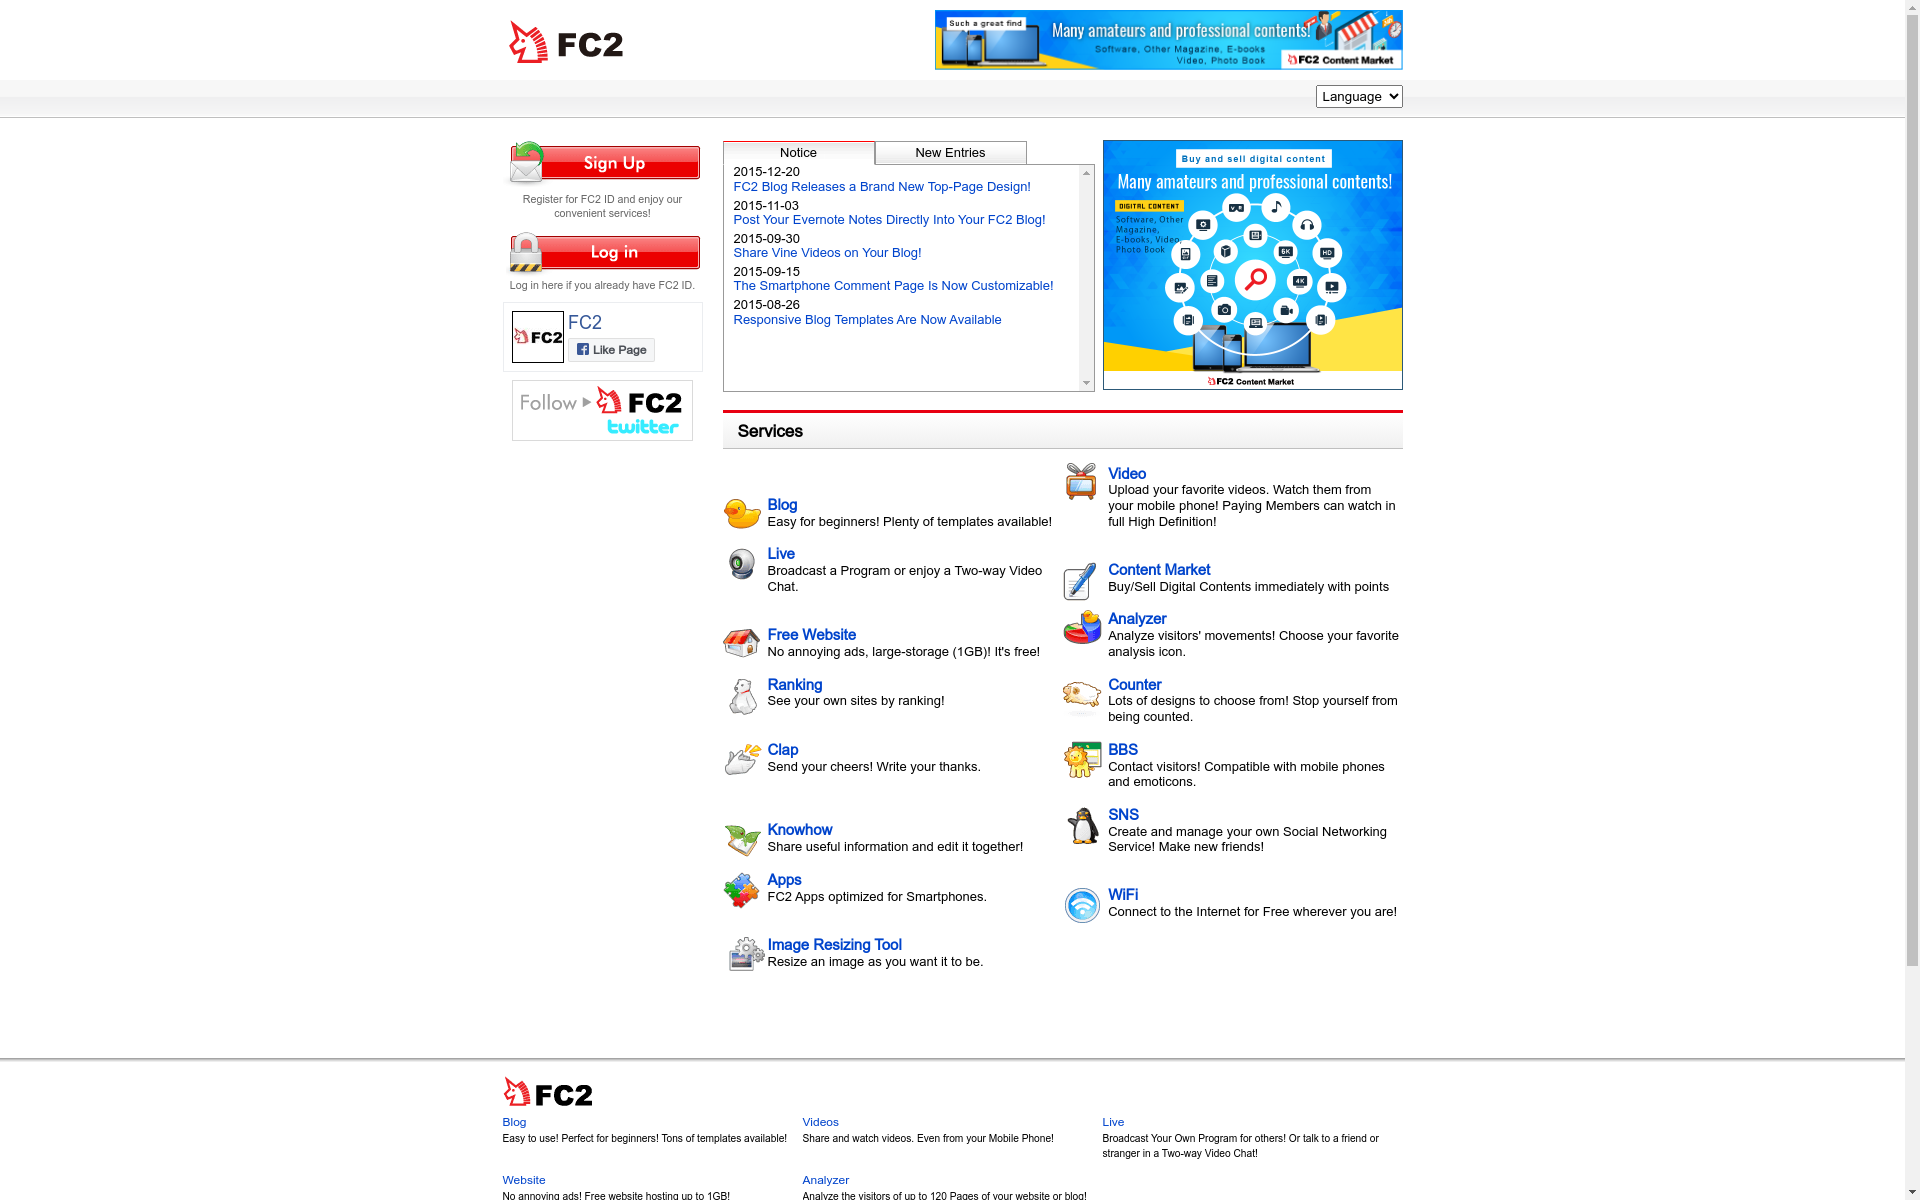 FC2
Such a great find
Many amateurs and professional contents!
Software, Other Magazine, E-books
Video, Photo Book
FC2 Content Market
Language
Sign Up
Register for FC2 ID and enjoy our
convenient services!
Log in
Log in here if you already have FC2 ID.
FC2
FC2
Like Page
Follow FC2
twitter
Notice
New Entries
2015-12-20
FC2 Blog Releases a Brand New Top-Page Design!
2015-11-03
Post Your Evernote Notes Directly Into Your FC2 Blog!
2015-09-30
Share Vine Videos on Your Blog!
2015-09-15
The Smartphone Comment Page Is Now Customizable!
2015-08-26
Responsive Blog Templates Are Now Available
Buy and sell digital content
Many amateurs and professional contents!
DIGITAL CONTENT
Software, Other
Magazine,
E-books, Video,
Photo Book
HD
4K
FC2 Content Market
Services
Blog
Easy for beginners! Plenty of templates available!
Video
Upload your favorite videos. Watch them from
your mobile phone! Paying Members can watch in
full High Definition!
Live
Broadcast a Program or enjoy a Two-way Video
Chat.
Content Market
Buy/Sell Digital Contents immediately with points
Free Website
No annoying ads, large-storage (1GB)! It's free!
Analyzer
Analyze visitors' movements! Choose your favorite
analysis icon.
Ranking
See your own sites by ranking!
Counter
Lots of designs to choose from! Stop yourself from
being counted.
Clap
Send your cheers! Write your thanks.
BBS
Contact visitors! Compatible with mobile phones
and emoticons.
Knowhow
Share useful information and edit it together!
SNS
Create and manage your own Social Networking
Service! Make new friends!
Apps
FC2 Apps optimized for Smartphones.
WiFi
Connect to the Internet for Free wherever you are!
Image Resizing Tool
Resize an image as you want it to be.
FC2
Blog
Easy to use! Perfect for beginners! Tons of templates available!
Videos
Share and watch videos. Even from your Mobile Phone!
Live
Broadcast Your Own Program for others! Or talk to a friend or
stranger in a Two-way Video Chat!
Website
No annoying ads! Free website hosting up to 1GB!
Analyzer
Analyze the visitors of up to 120 Pages of your website or blog!